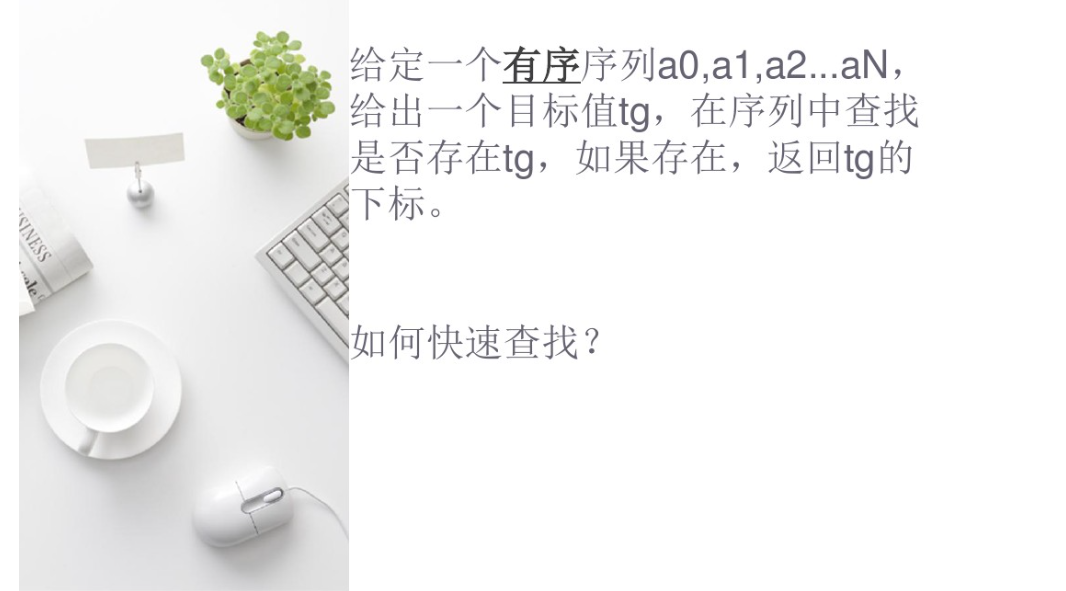 给定一个有序序列a0,a1,a2...aN，
给出一个目标值tg，在序列中查找
是否存在tg，如果存在，返回tg的
下标。
如何快速查找？
BUSINESS